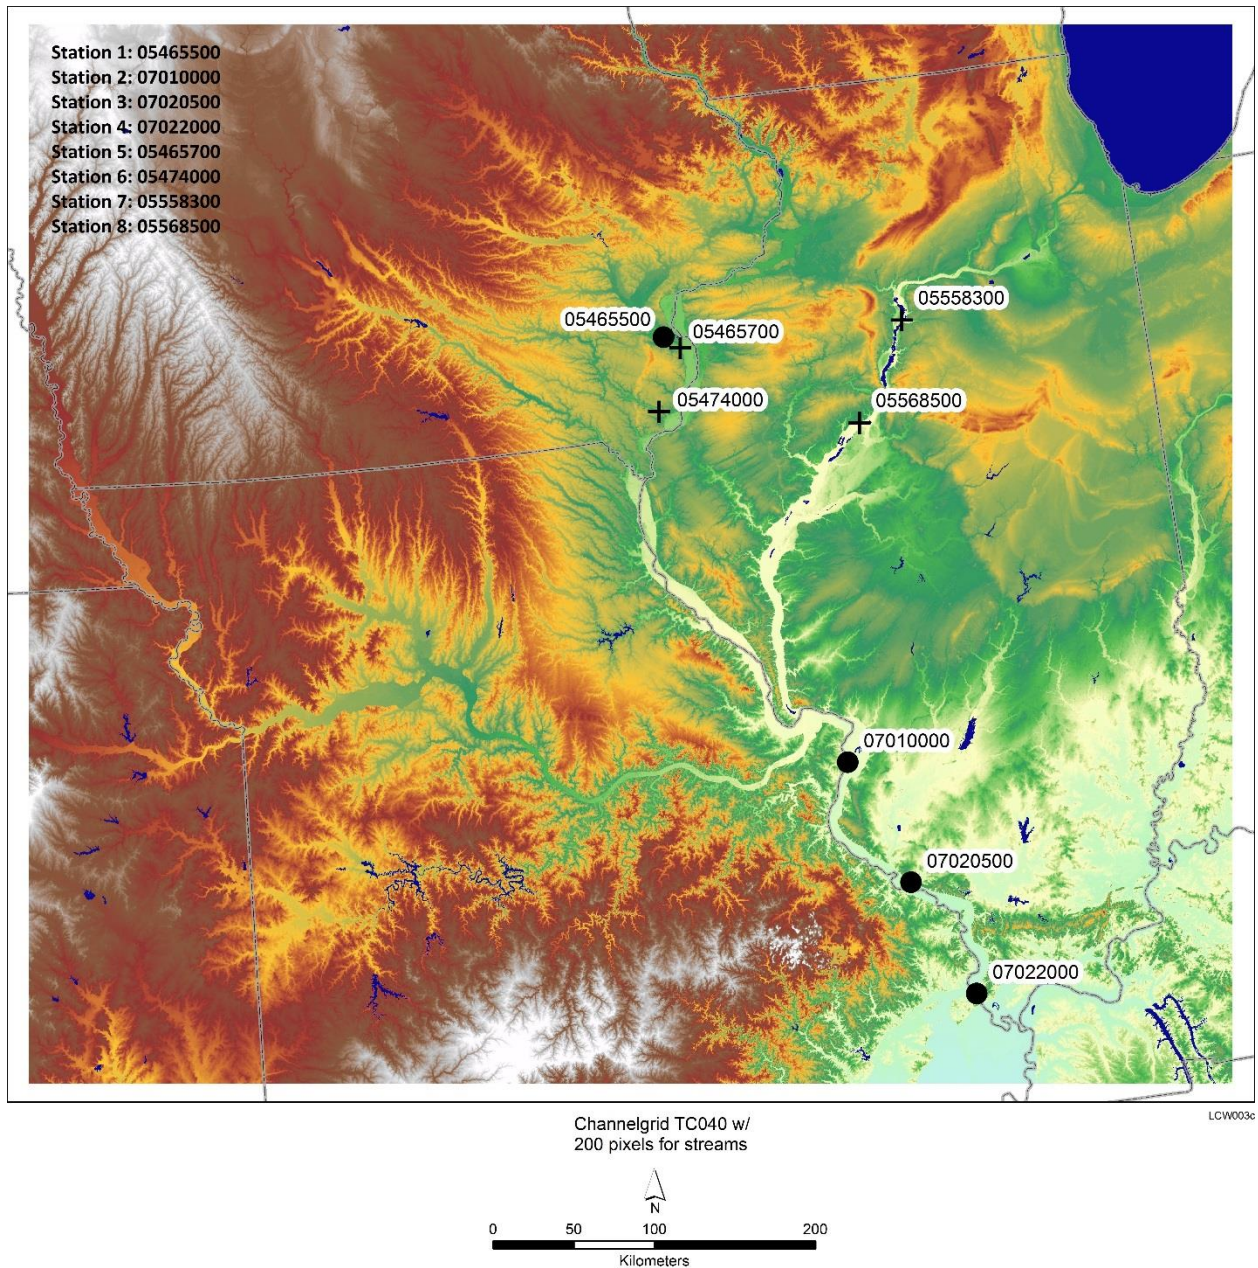 Station 1: 05465500
Station 2: 07010000
Station 3: 07020500
Station 4: 07022000
Station 5: 05465700
Station 6: 05474000
Station 7: 05558300
Station 8: 05568500
05558300
05465500
05465700
05474000
05568500
07010000
07020500
07022000
LCW003c
Channelgrid TC040 w/
200 pixels for streams
N
0 50 100 200
Kilometers